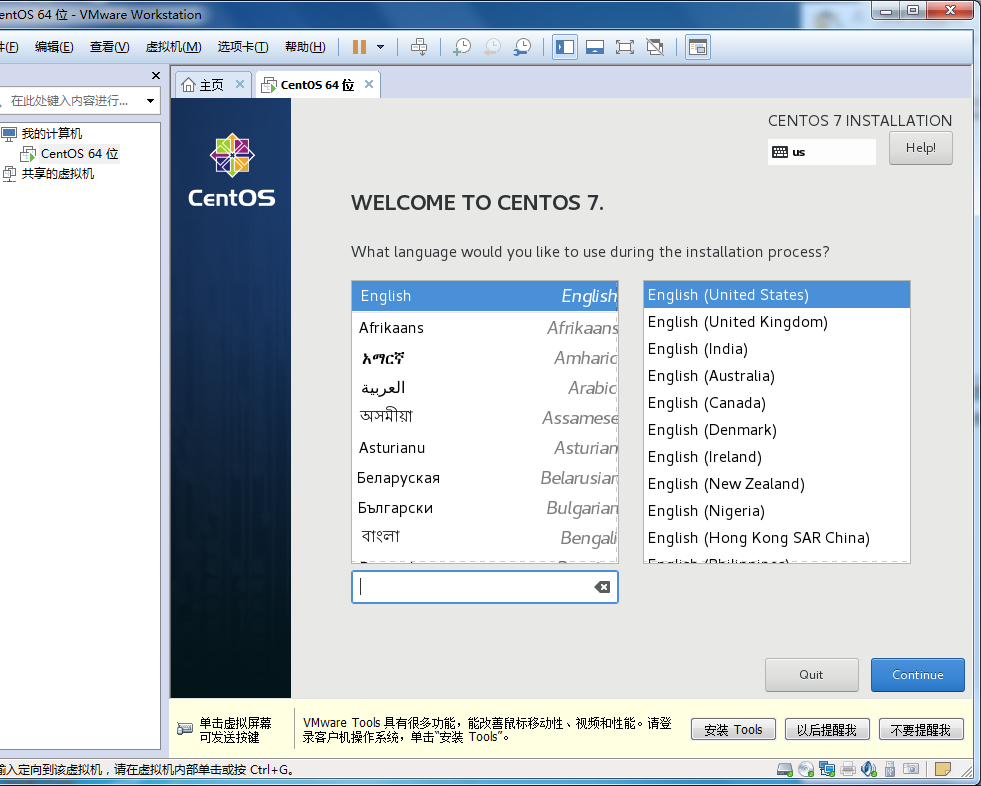 entOS 64 位 - VMware Workstation
件(F) 编辑(E) 查看(V) 虚拟机(M) 选项卡(T) 帮助(H)
在此处键入内容进行...
我的计算机
CentOS 64 位
共享的虚拟机
主页
CentOS 64 位
CentOS
CENTOS 7 INSTALLATION
us
Help!
WELCOME TO CENTOS 7.
What language would you like to use during the installation process?
English English
Afrikaans Afrikaans
አማርኛ Amharic
العربية Arabic
অসমীয়া Assamese
Asturianu Asturian
Беларуская Belarusian
Български Bulgarian
বাংলা Bengali
English (United States)
English (United Kingdom)
English (India)
English (Australia)
English (Canada)
English (Denmark)
English (Ireland)
English (New Zealand)
English (Nigeria)
English (Hong Kong SAR China)
English (Philippines)
Quit
Continue
单击虚拟屏幕
可发送按键
VMware Tools 具有很多功能，能改善鼠标移动性、视频和性能。请登
录客户机操作系统，单击“安装 Tools”。
安装 Tools
以后提醒我
不要提醒我
输入定向到该虚拟机，请在虚拟机内部单击或按 Ctrl+G。